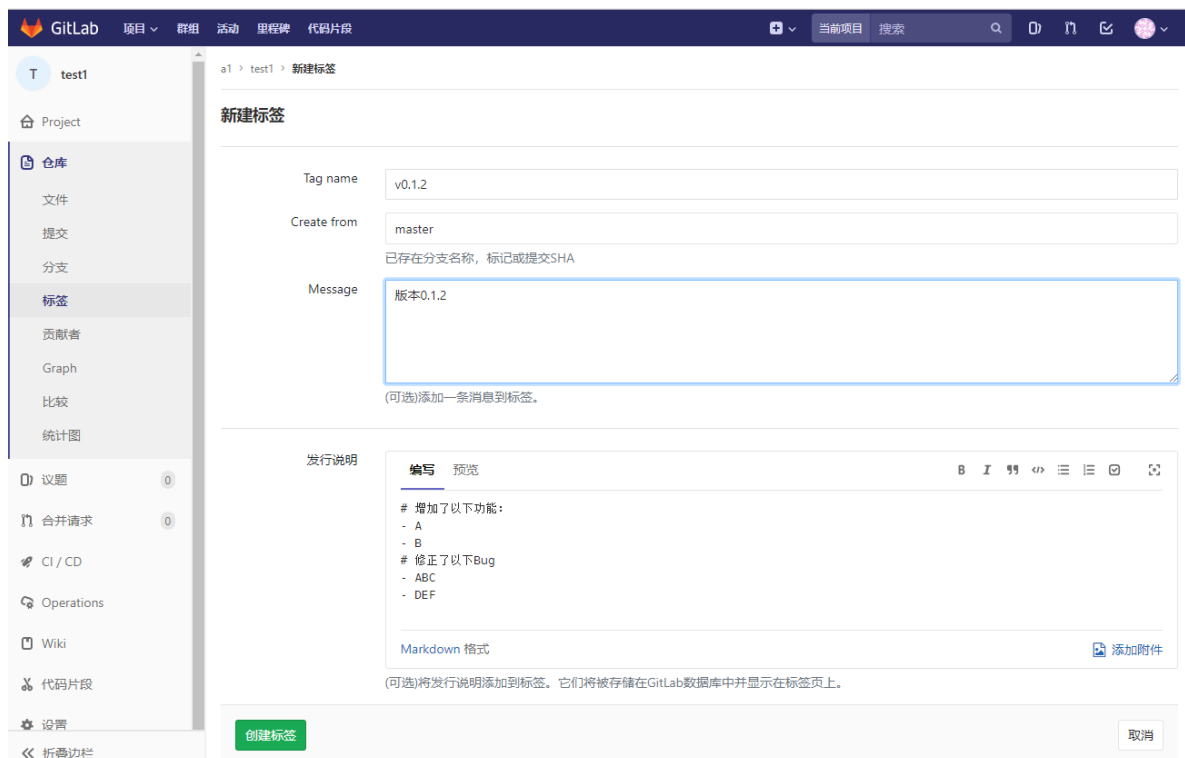 GitLab 项目 群组 活动 里程碑 代码片段 当前项目 搜索
T test1
Project
仓库
文件
提交
分支
标签
贡献者
Graph
比较
统计图
议题 0
合并请求 0
CI / CD
Operations
Wiki
代码片段
设置
折叠边栏
a1 > test1 > 新建标签
新建标签
Tag name v0.1.2
Create from master
已存在分支名称，标记或提交SHA
Message 版本0.1.2
(可选)添加一条消息到标签。
发行说明 编写 预览
# 增加了以下功能:
- A
- B
# 修正了以下Bug
- ABC
- DEF
Markdown 格式 添加附件
(可选)将发行说明添加到标签。它们将被存储在GitLab数据库中并显示在标签页上。
创建标签 取消